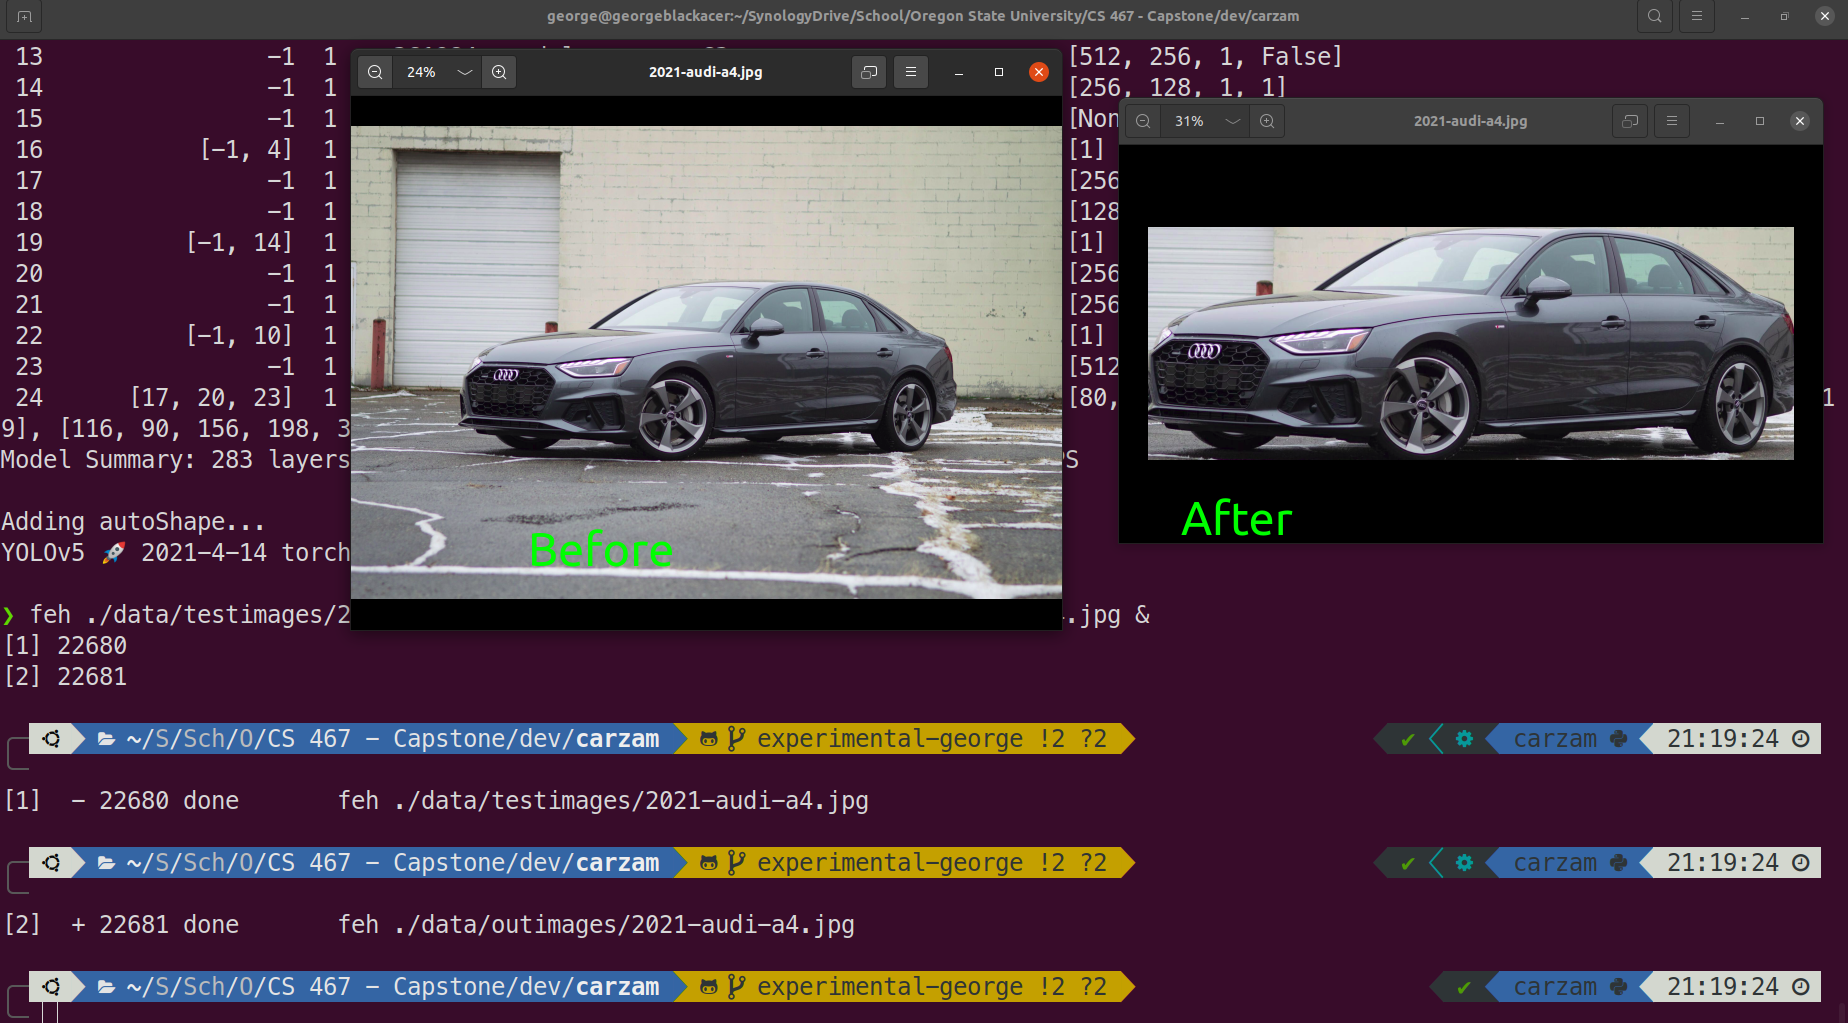 george@georgeblackacer:~/SynologyDrive/School/Oregon State University/CS 467 - Capstone/dev/carzam
13 -1 1 [512, 256, 1, False]
14 -1 1 [256, 128, 1, 1]
15 -1 1 [Non
16 [-1, 4] 1 [1]
17 -1 1 [256
18 -1 1 [128
19 [-1, 14] 1 [1]
20 -1 1 [256
21 -1 1 [256
22 [-1, 10] 1 [1]
23 -1 1 [512
24 [17, 20, 23] 1 [80, 1
9], [116, 90, 156, 198, 3
Model Summary: 283 layers PS
Adding autoShape...
YOLOv5 🚀 2021-4-14 torch
❯ feh ./data/testimages/2 .jpg &
[1] 22680
[2] 22681
24%
2021-audi-a4.jpg
Before
31%
2021-audi-a4.jpg
After
~/S/Sch/O/CS 467 - Capstone/dev/carzam experimental-george !2 ?2 ✔ carzam 21:19:24
[1] - 22680 done feh ./data/testimages/2021-audi-a4.jpg
~/S/Sch/O/CS 467 - Capstone/dev/carzam experimental-george !2 ?2 ✔ carzam 21:19:24
[2] + 22681 done feh ./data/outimages/2021-audi-a4.jpg
~/S/Sch/O/CS 467 - Capstone/dev/carzam experimental-george !2 ?2 ✔ carzam 21:19:24